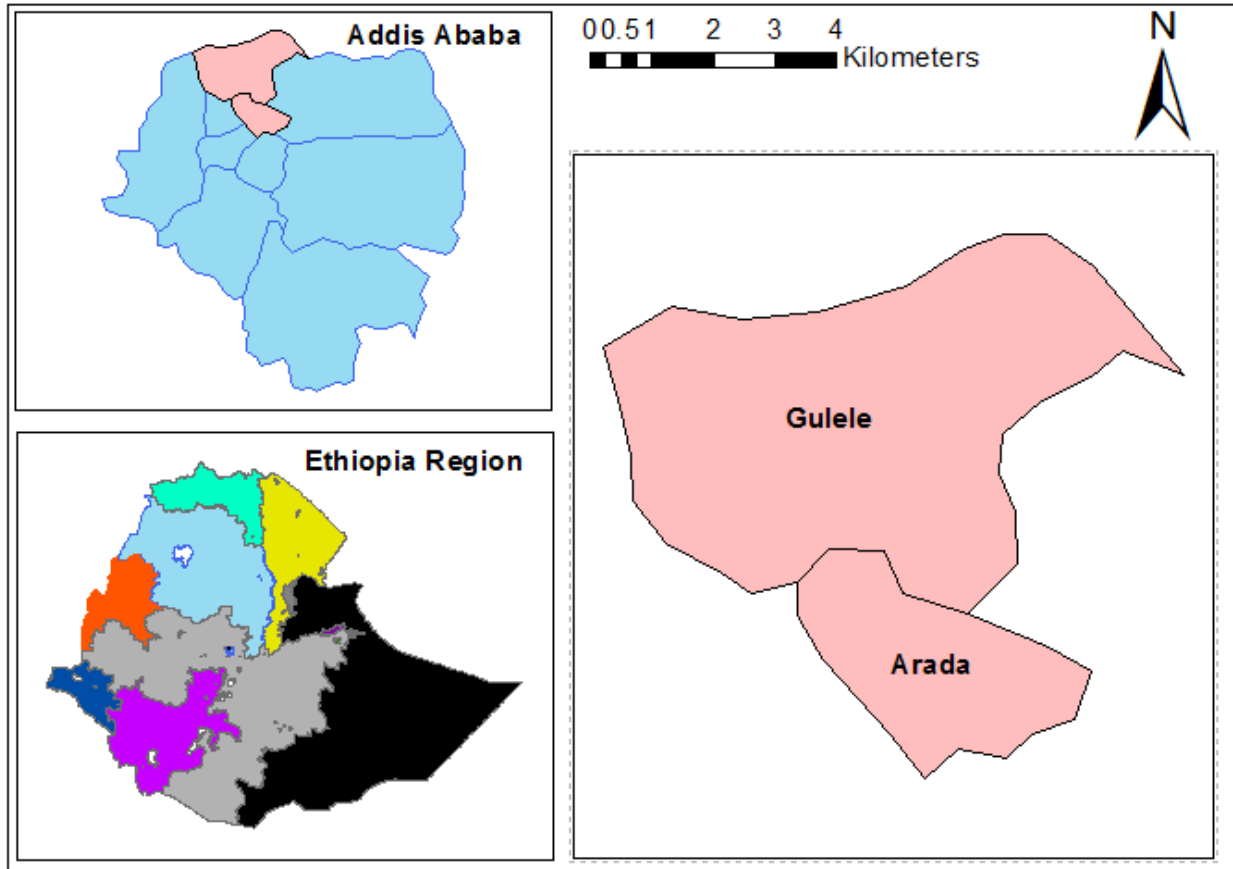 Addis Ababa
00.51 2 3 4
Kilometers
N
Gulele
Arada
Ethiopia Region